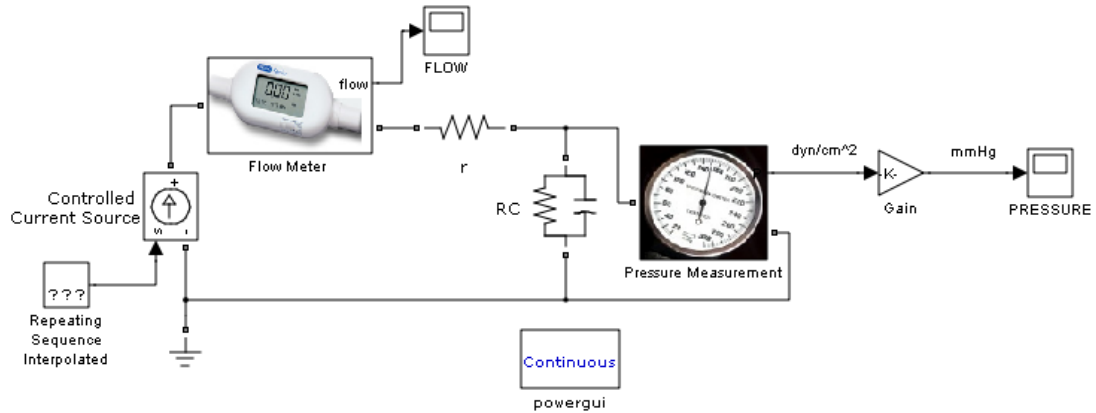 FLOW
flow
Flow Meter
r
dyn/cm^2
mmHg
-K-
Gain
PRESSURE
Controlled
Current Source
+
s
-
RC
Pressure Measurement
???
Repeating
Sequence
Interpolated
Continuous
powergui